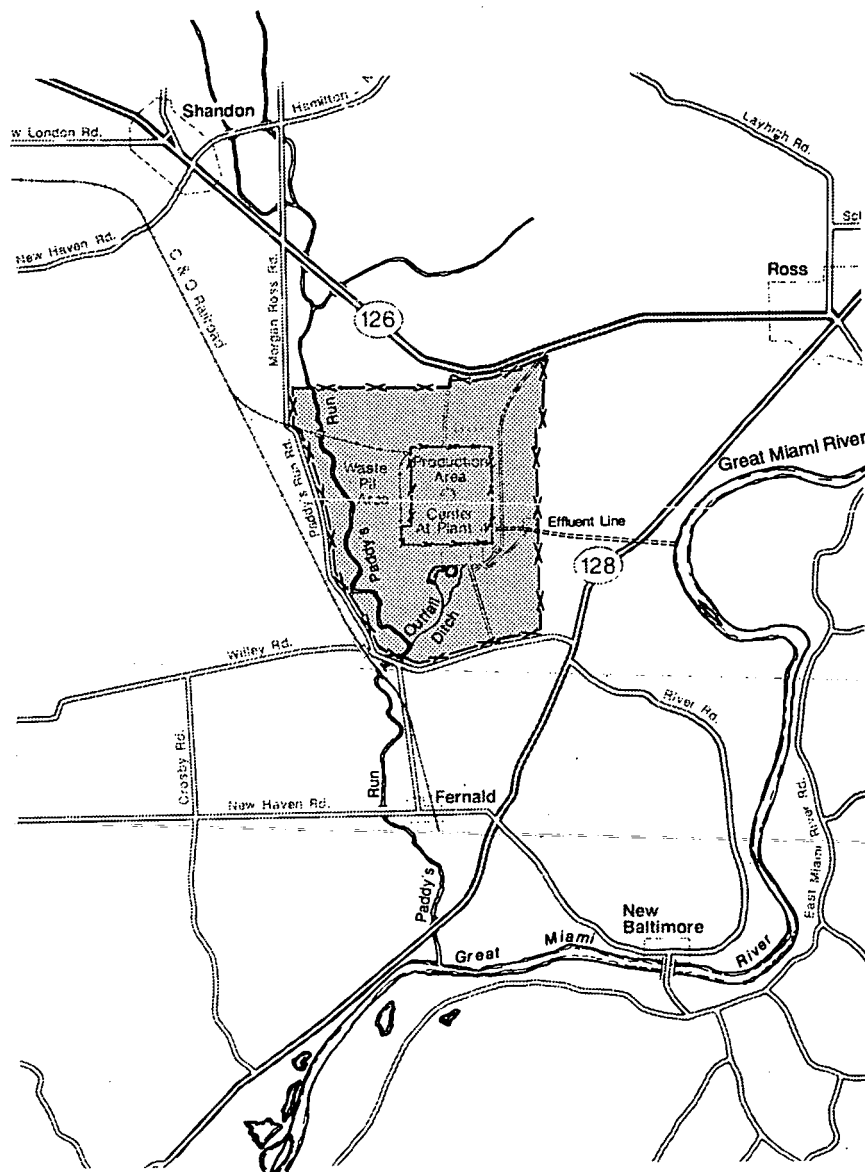 Shandon
Hamilton -
w London Rd.
Layhigh Rd.
New Haven Rd.
C & O Railroad
Morgan Ross Rd.
Ross
126
Run
Great Miami River
Waste
Pit
Area
Production
Area
Center
At Plant
Paddy's Run Rd.
Paddy's
Effluent Line
128
Outfall
Ditch
Willey Rd.
River Rd.
Crosby Rd.
Run
New Haven Rd.
Fernald
East Miami River Rd.
Paddy's
New
Baltimore
Great Miami River